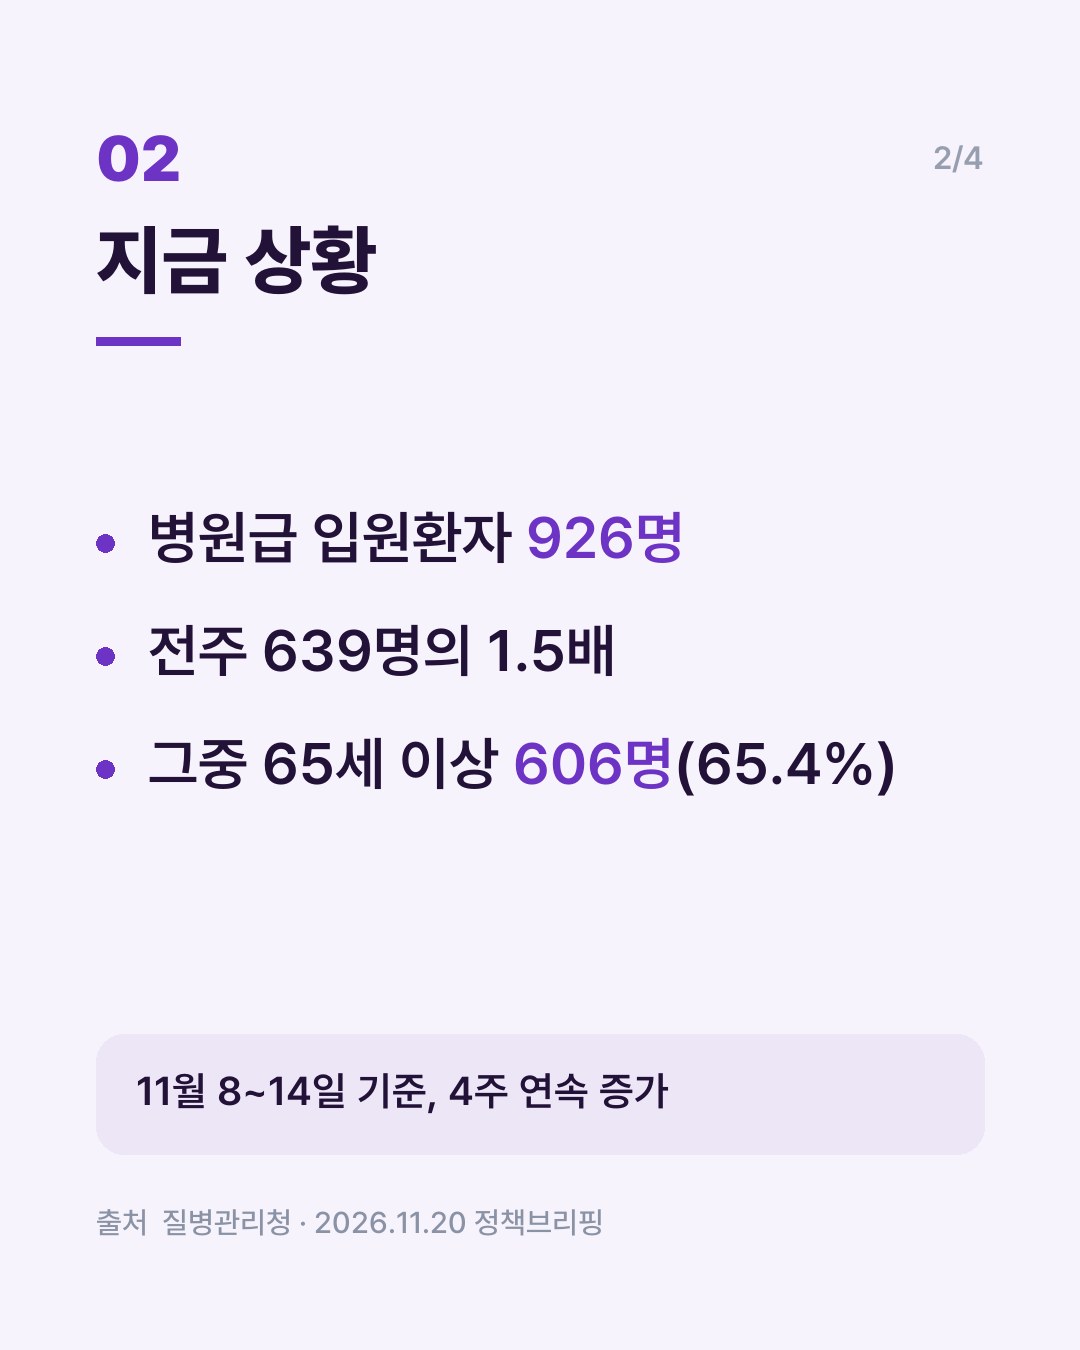 02
2/4
지금 상황
병원급 입원환자 926명
전주 639명의 1.5배
그중 65세 이상 606명(65.4%)
11월 8~14일 기준, 4주 연속 증가
출처 질병관리청 · 2026.11.20 정책브리핑